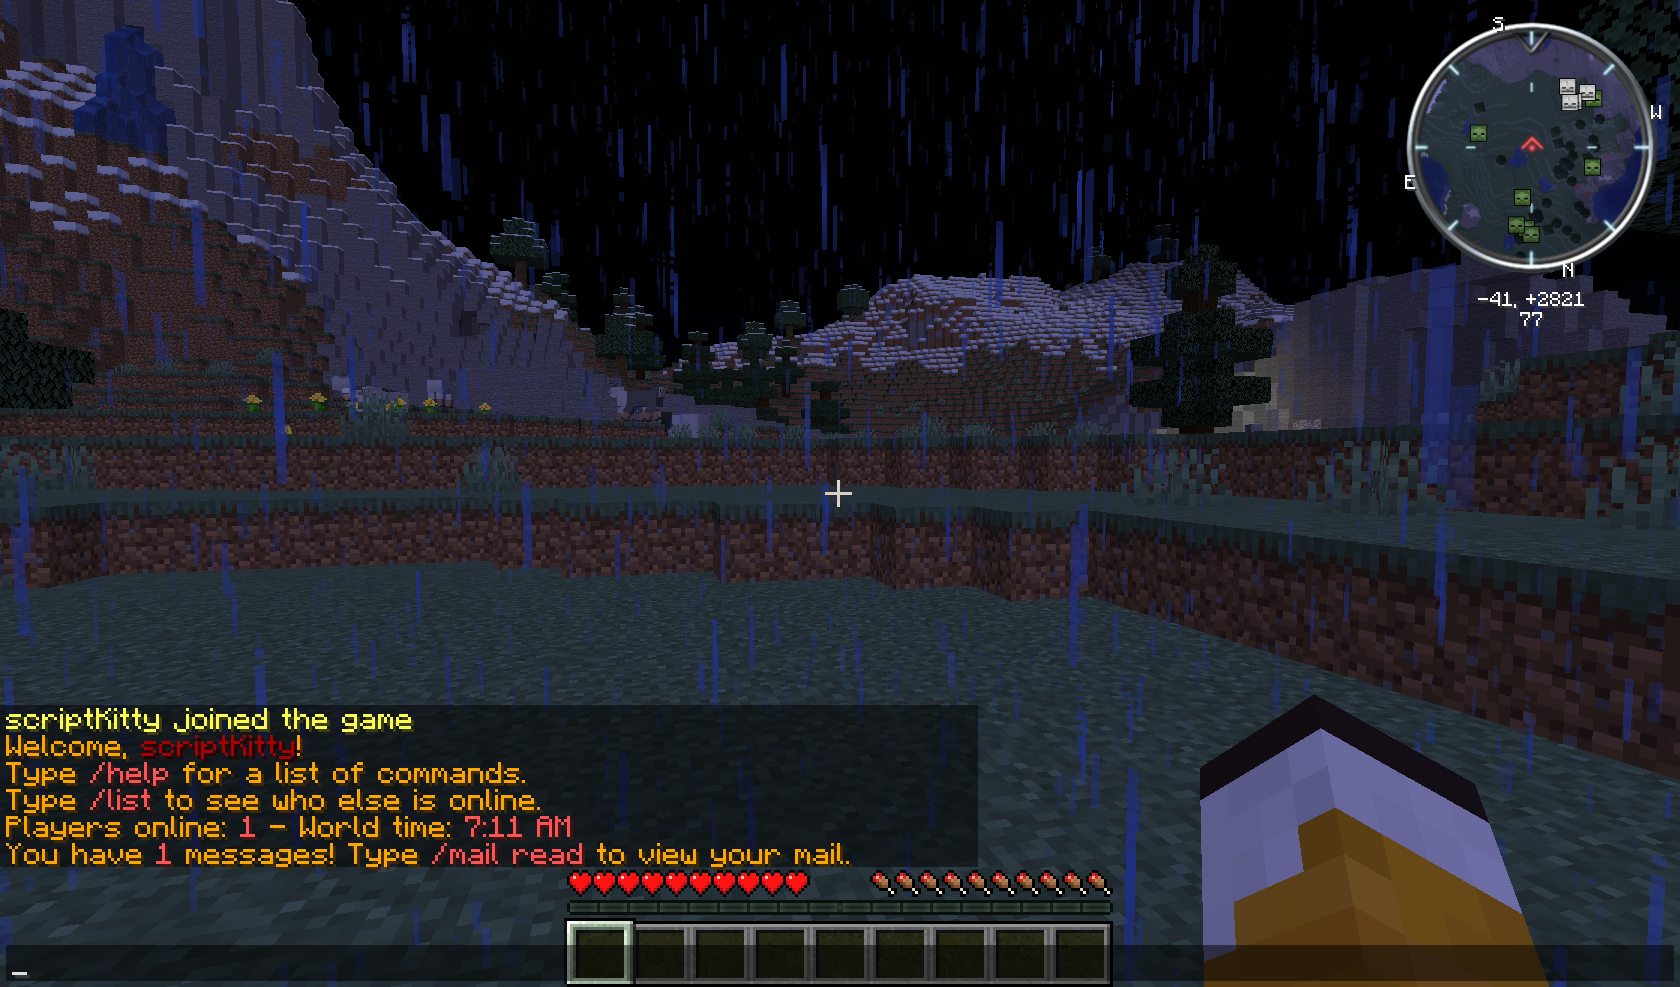 S
W
E
N
-41, +2821
77
scriptKitty joined the game
Welcome, scriptKitty!
Type /help for a list of commands.
Type /list to see who else is online.
Players online: 1 - World time: 7:11 AM
You have 1 messages! Type /mail read to view your mail.
_